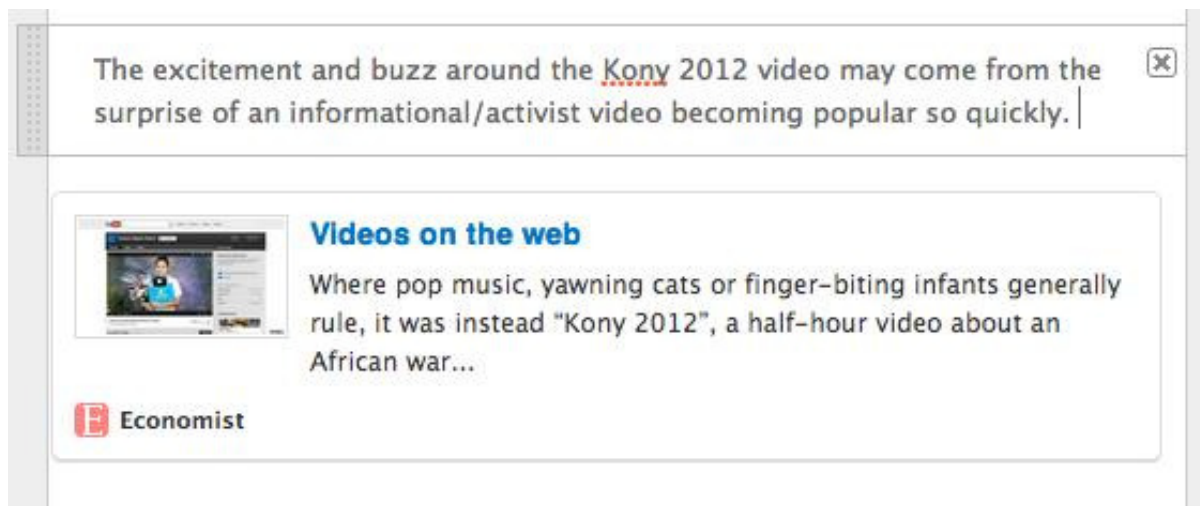 The excitement and buzz around the Kony 2012 video may come from the
surprise of an informational/activist video becoming popular so quickly.
Videos on the web
Where pop music, yawning cats or finger-biting infants generally
rule, it was instead “Kony 2012”, a half-hour video about an
African war...
E Economist